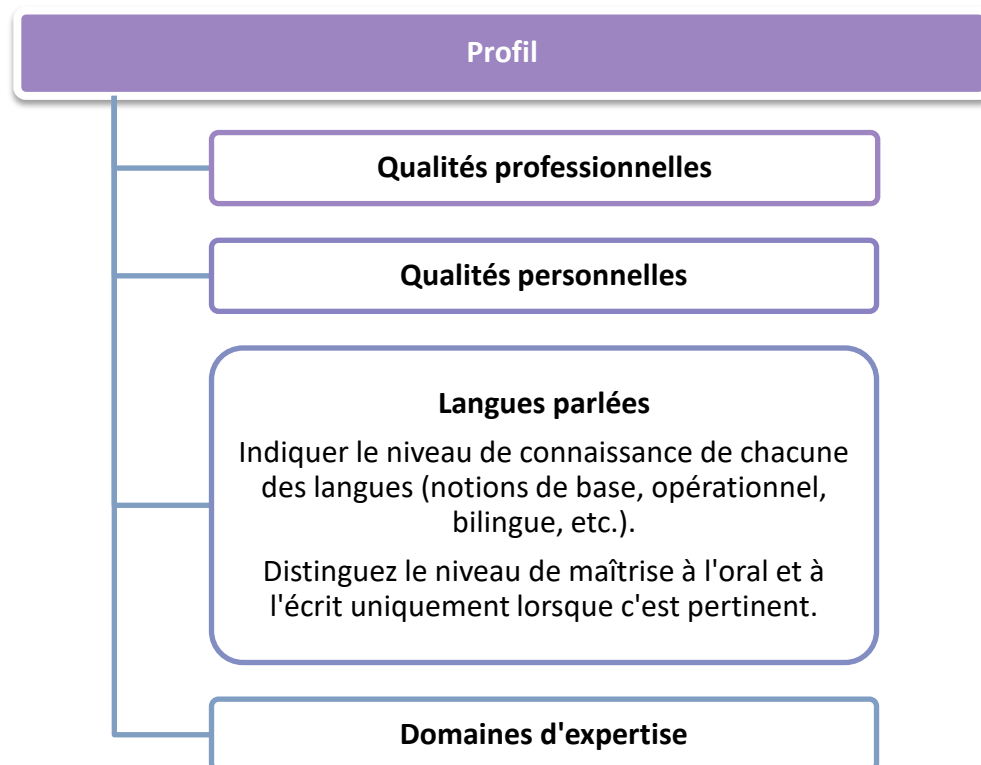 Profil
Qualités professionnelles
Qualités personnelles
Langues parlées
Indiquer le niveau de connaissance de chacune
des langues (notions de base, opérationnel,
bilingue, etc.).
Distinguez le niveau de maîtrise à l'oral et à
l'écrit uniquement lorsque c'est pertinent.
Domaines d'expertise